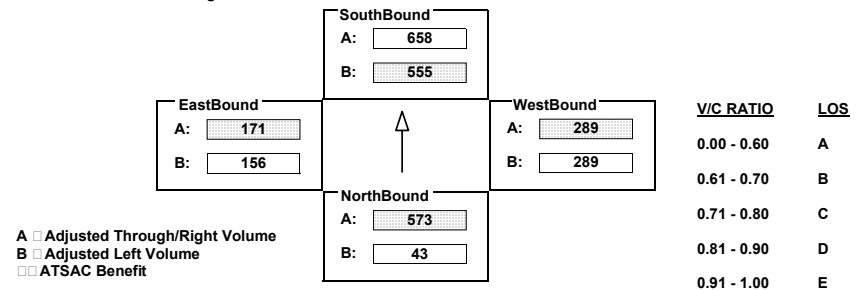 SouthBound
A: 658
B: 555
EastBound
A: 171
B: 156
WestBound
A: 289
B: 289
NorthBound
A: 573
B: 43
A □ Adjusted Through/Right Volume
B □ Adjusted Left Volume
□□ ATSAC Benefit
V/C RATIO LOS
0.00 - 0.60 A
0.61 - 0.70 B
0.71 - 0.80 C
0.81 - 0.90 D
0.91 - 1.00 E